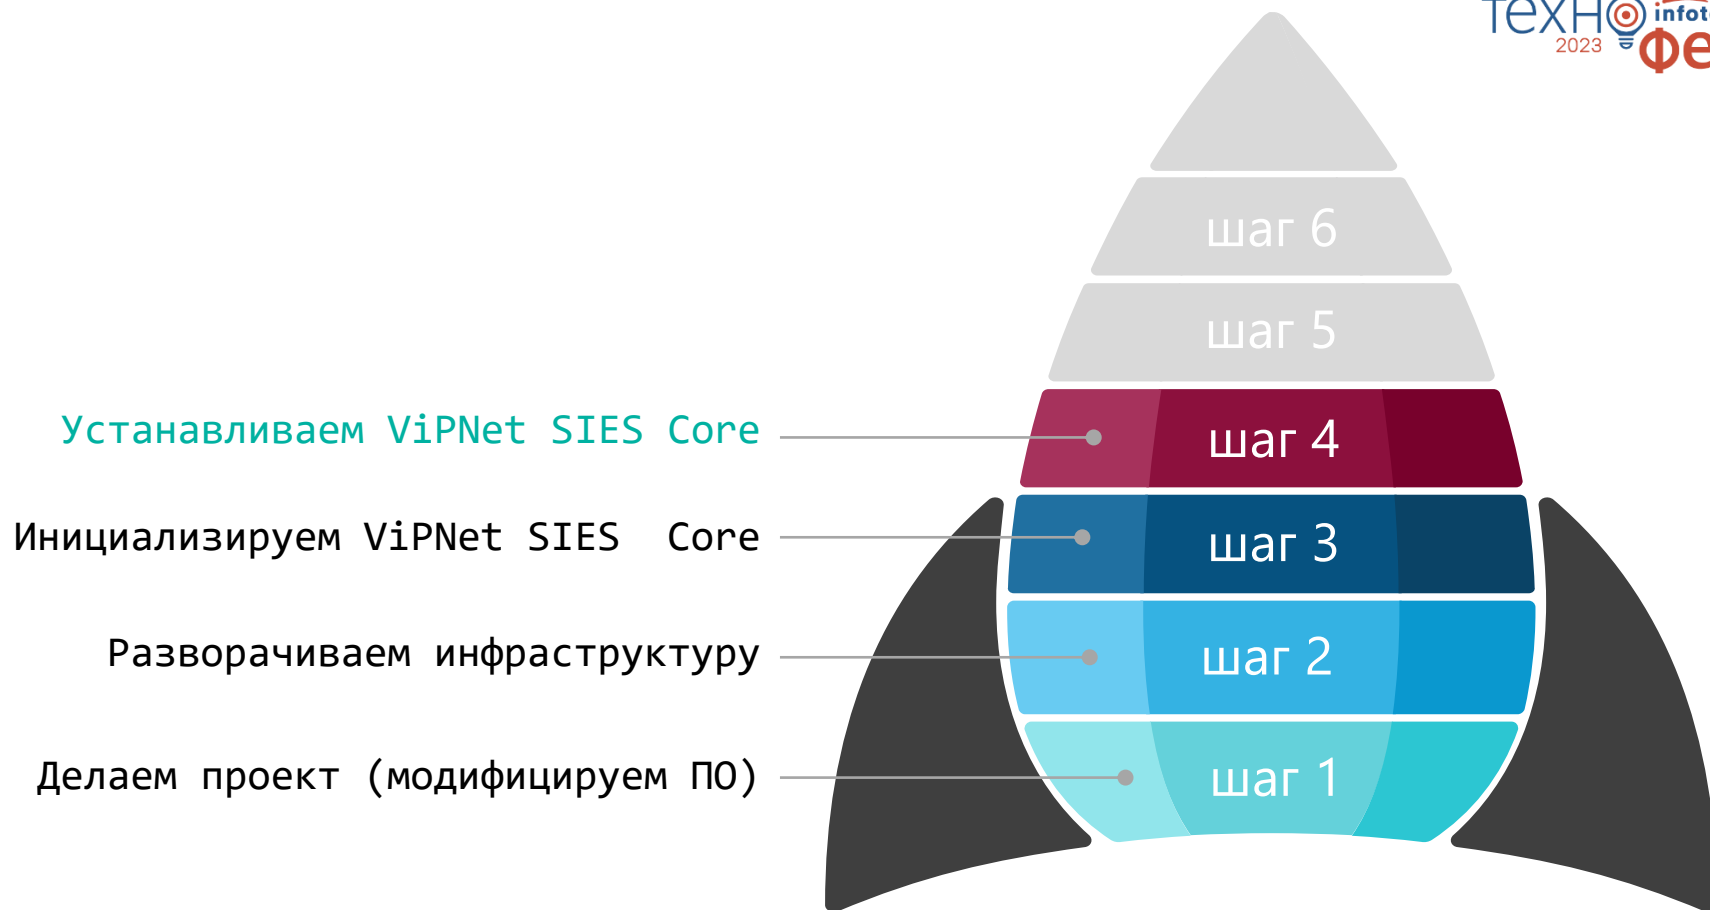 техн
infot
2023
фе
шаг 6
шаг 5
Устанавливаем ViPNet SIES Core
шаг 4
Инициализируем ViPNet SIES  Core
шаг 3
Разворачиваем инфраструктуру
шаг 2
Делаем проект (модифицируем ПО)
шаг 1